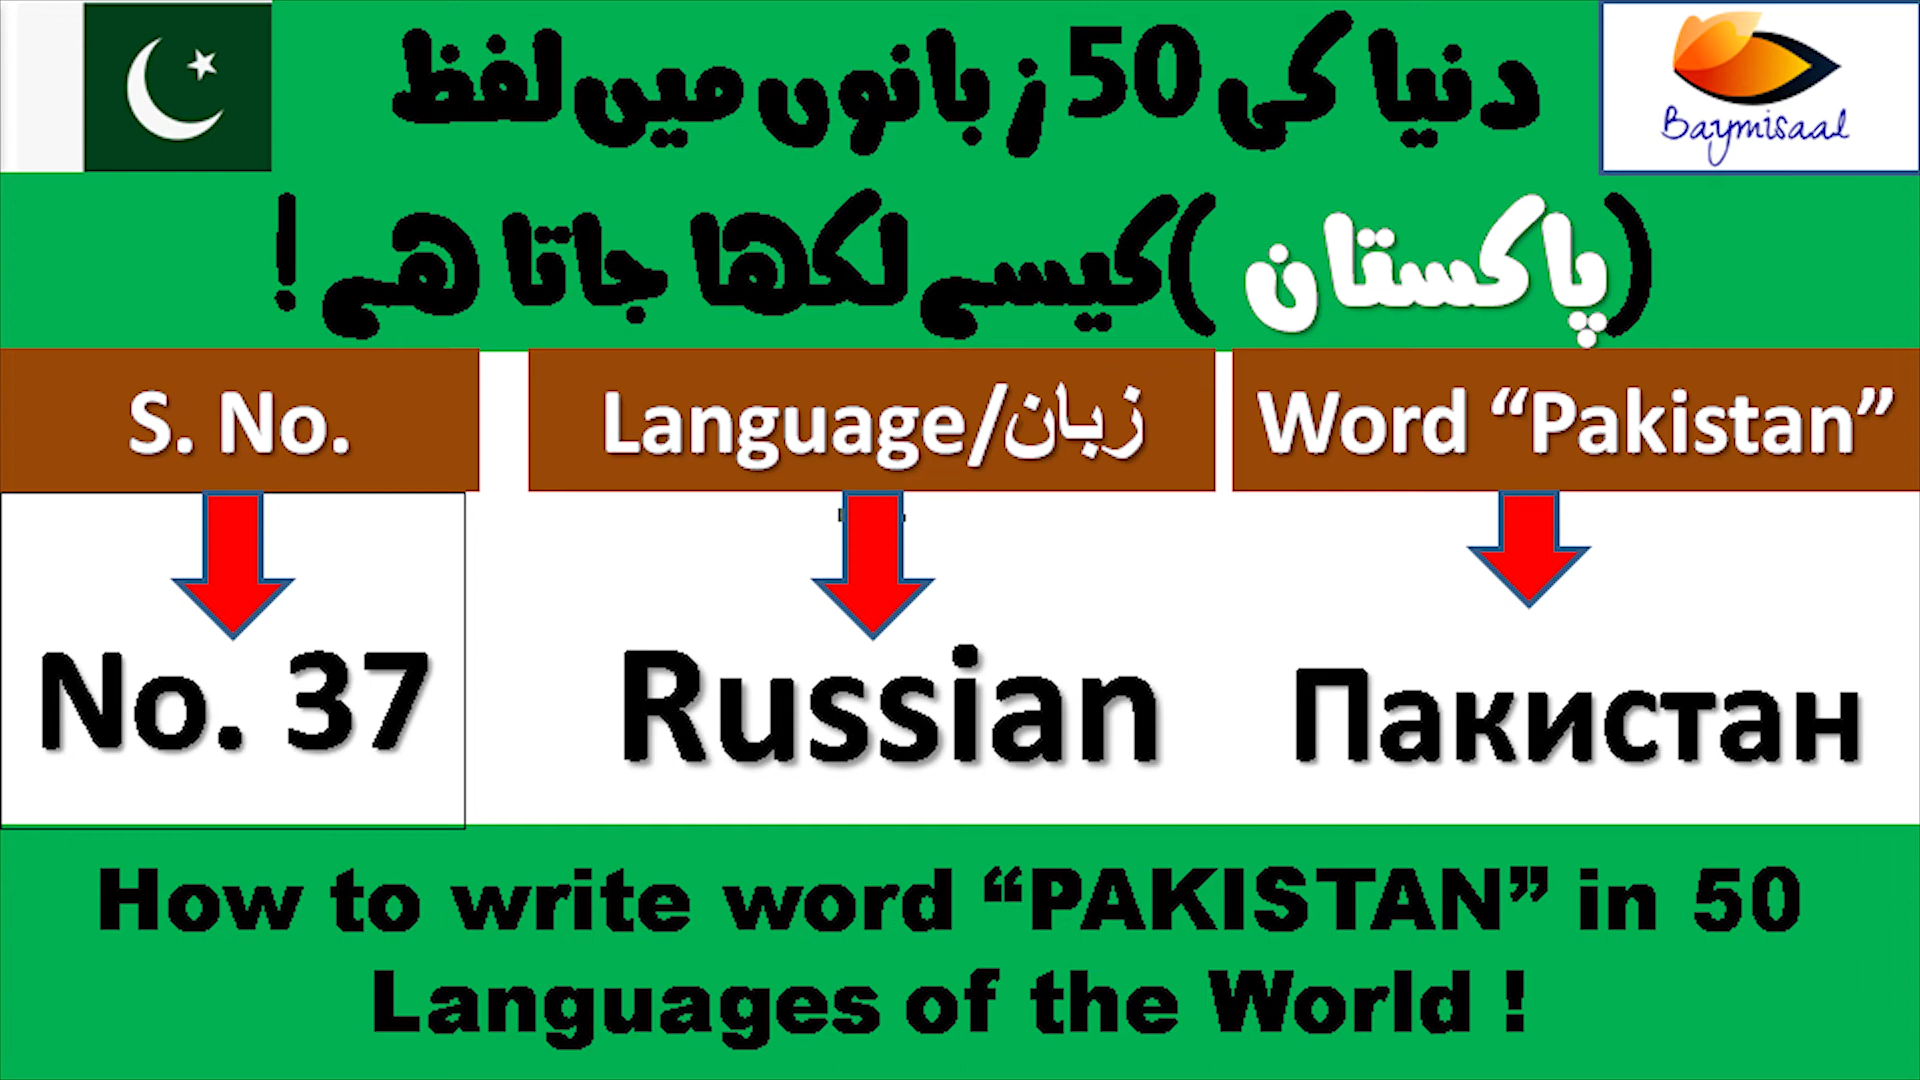 دنیا کی 50 زبانوں میں لفظ
Baymisaal
(پاکستان) کیسے لکھا جاتا ھے !
S. No.
Language/زبان
Word “Pakistan”
No. 37
Russian
Пакистан
How to write word “PAKISTAN” in 50
Languages of the World !